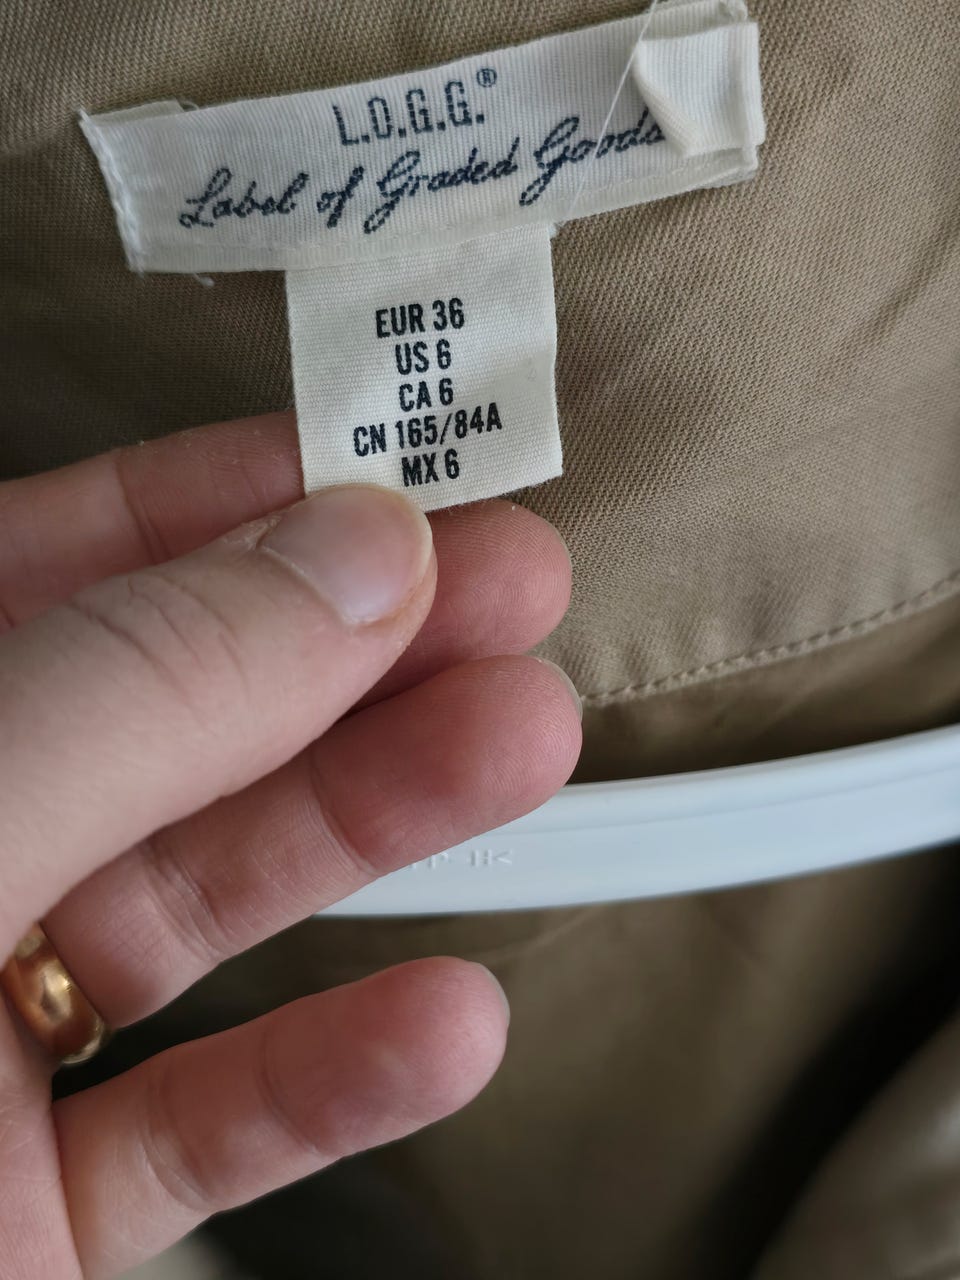 L.O.G.G.®
Label of Graded Goods
EUR 36
US 6
CA 6
CN 165/84A
MX 6